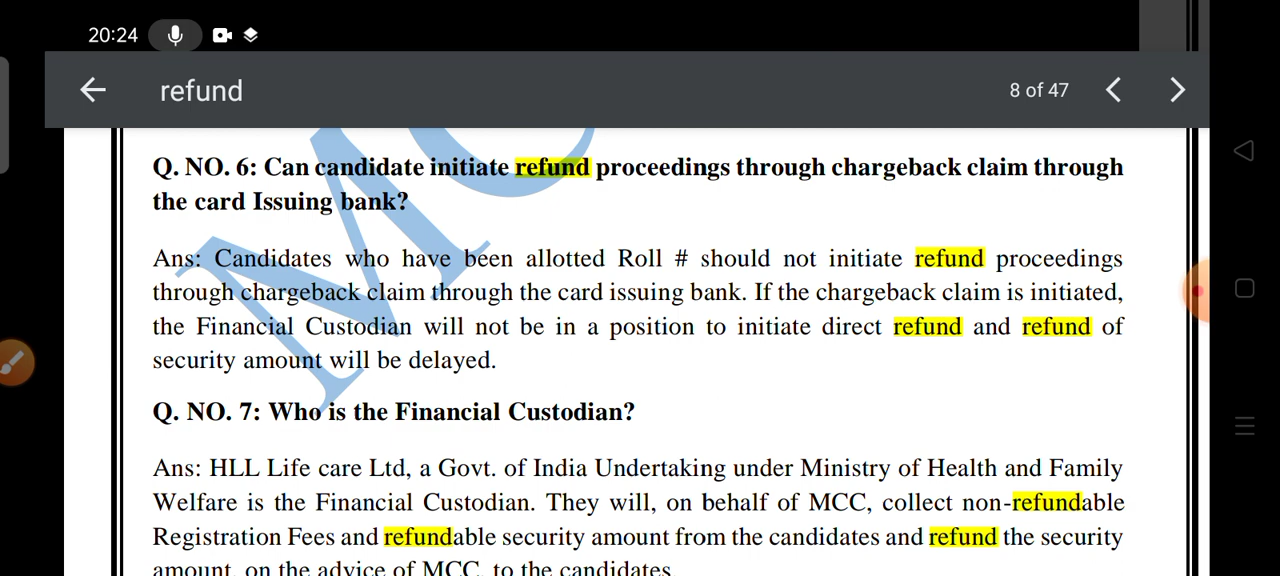 20:24
refund
8 of 47
Q. NO. 6: Can candidate initiate refund proceedings through chargeback claim through
the card Issuing bank?
Ans: Candidates who have been allotted Roll # should not initiate refund proceedings
through chargeback claim through the card issuing bank. If the chargeback claim is initiated,
the Financial Custodian will not be in a position to initiate direct refund and refund of
security amount will be delayed.
Q. NO. 7: Who is the Financial Custodian?
Ans: HLL Life care Ltd, a Govt. of India Undertaking under Ministry of Health and Family
Welfare is the Financial Custodian. They will, on behalf of MCC, collect non-refundable
Registration Fees and refundable security amount from the candidates and refund the security
amount, on the advice of MCC, to the candidates.